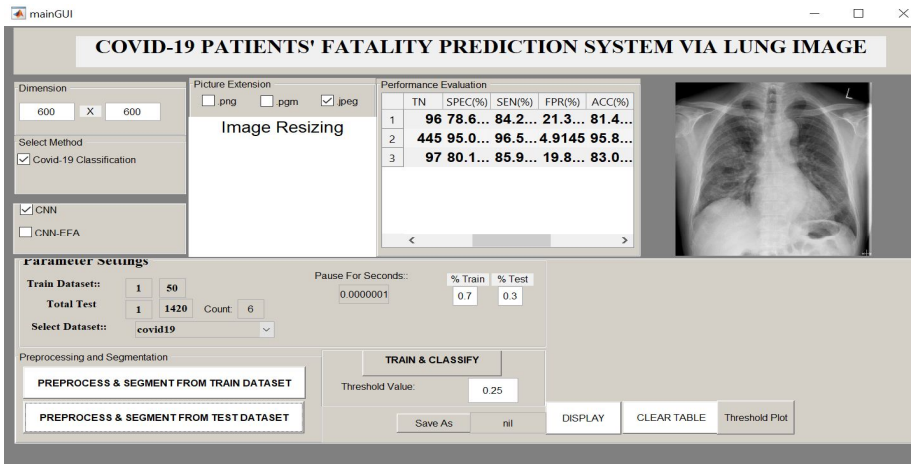 mainGUI
COVID-19 PATIENTS' FATALITY PREDICTION SYSTEM VIA LUNG IMAGE
Dimension
600 X 600
Select Method
Covid-19 Classification
CNN
CNN-EFA
Picture Extension
.png .pgm .jpeg
Image Resizing
Performance Evaluation
TN SPEC(%) SEN(%) FPR(%) ACC(%)
1 96 78.6... 84.2... 21.3... 81.4...
2 445 95.0... 96.5... 4.9145 95.8...
3 97 80.1... 85.9... 19.8... 83.0...
L
Parameter Settings
Train Dataset:: 1 50
Total Test 1 1420 Count: 6
Select Dataset:: covid19
Pause For Seconds::
0.0000001
% Train % Test
0.7 0.3
Preprocessing and Segmentation
PREPROCESS & SEGMENT FROM TRAIN DATASET
PREPROCESS & SEGMENT FROM TEST DATASET
TRAIN & CLASSIFY
Threshold Value: 0.25
Save As nil
DISPLAY CLEAR TABLE Threshold Plot